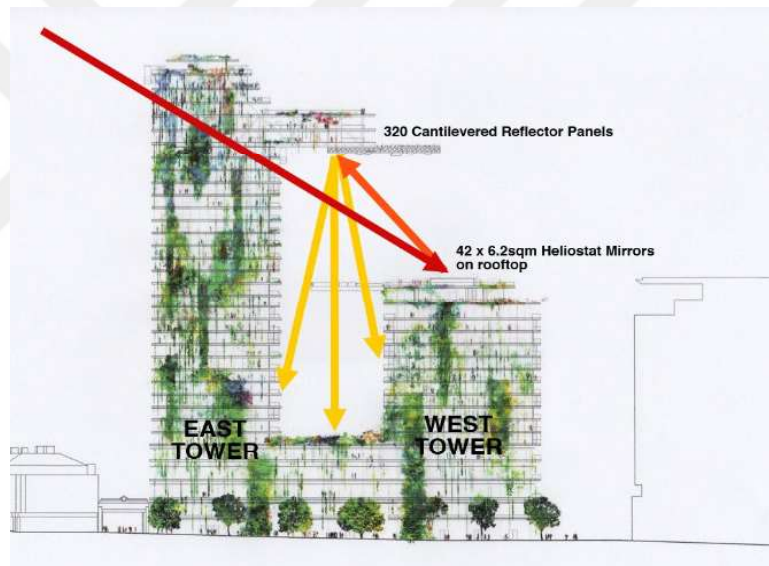 320 Cantilevered Reflector Panels
42 x 6.2sqm Heliostat Mirrors
on rooftop
EAST
TOWER
WEST
TOWER